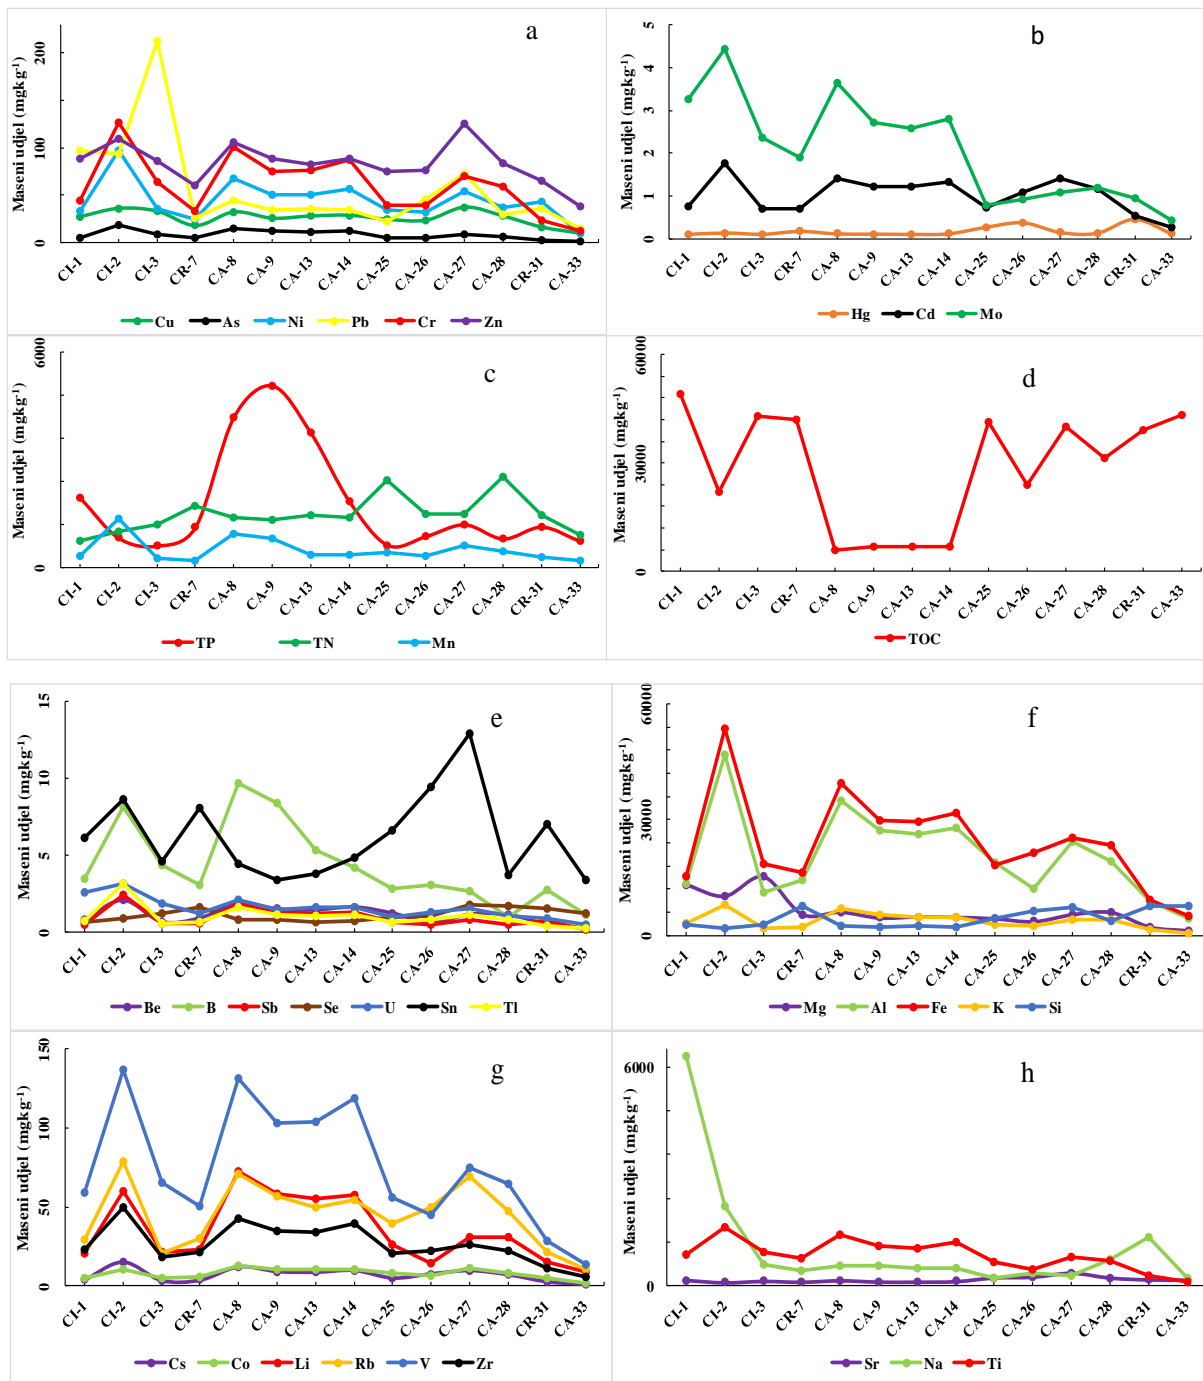 a
Maseni udjel (mgkg-1)
200
100
0
CI-1 CI-2 CI-3 CR-7 CA-8 CA-9 CA-13 CA-14 CA-25 CA-26 CA-27 CA-28 CR-31 CA-33
Cu As Ni Pb Cr Zn
b
Maseni udjel (mgkg-1)
5
4
3
2
1
0
CI-1 CI-2 CI-3 CR-7 CA-8 CA-9 CA-13 CA-14 CA-25 CA-26 CA-27 CA-28 CR-31 CA-33
Hg Cd Mo
c
Maseni udjel (mgkg-1)
6000
0
CI-1 CI-2 CI-3 CR-7 CA-8 CA-9 CA-13 CA-14 CA-25 CA-26 CA-27 CA-28 CR-31 CA-33
TP TN Mn
d
Maseni udjel (mgkg-1)
60000
30000
0
CI-1 CI-2 CI-3 CR-7 CA-8 CA-9 CA-13 CA-14 CA-25 CA-26 CA-27 CA-28 CR-31 CA-33
TOC
e
Maseni udjel (mgkg-1)
15
10
5
0
CI-1 CI-2 CI-3 CR-7 CA-8 CA-9 CA-13 CA-14 CA-25 CA-26 CA-27 CA-28 CR-31 CA-33
Be B Sb Se U Sn Tl
f
Maseni udjel (mgkg-1)
60000
30000
0
CI-1 CI-2 CI-3 CR-7 CA-8 CA-9 CA-13 CA-14 CA-25 CA-26 CA-27 CA-28 CR-31 CA-33
Mg Al Fe K Si
g
Maseni udjel (mgkg-1)
150
100
50
0
CI-1 CI-2 CI-3 CR-7 CA-8 CA-9 CA-13 CA-14 CA-25 CA-26 CA-27 CA-28 CR-31 CA-33
Cs Co Li Rb V Zr
h
Maseni udjel (mgkg-1)
6000
0
CI-1 CI-2 CI-3 CR-7 CA-8 CA-9 CA-13 CA-14 CA-25 CA-26 CA-27 CA-28 CR-31 CA-33
Sr Na Ti